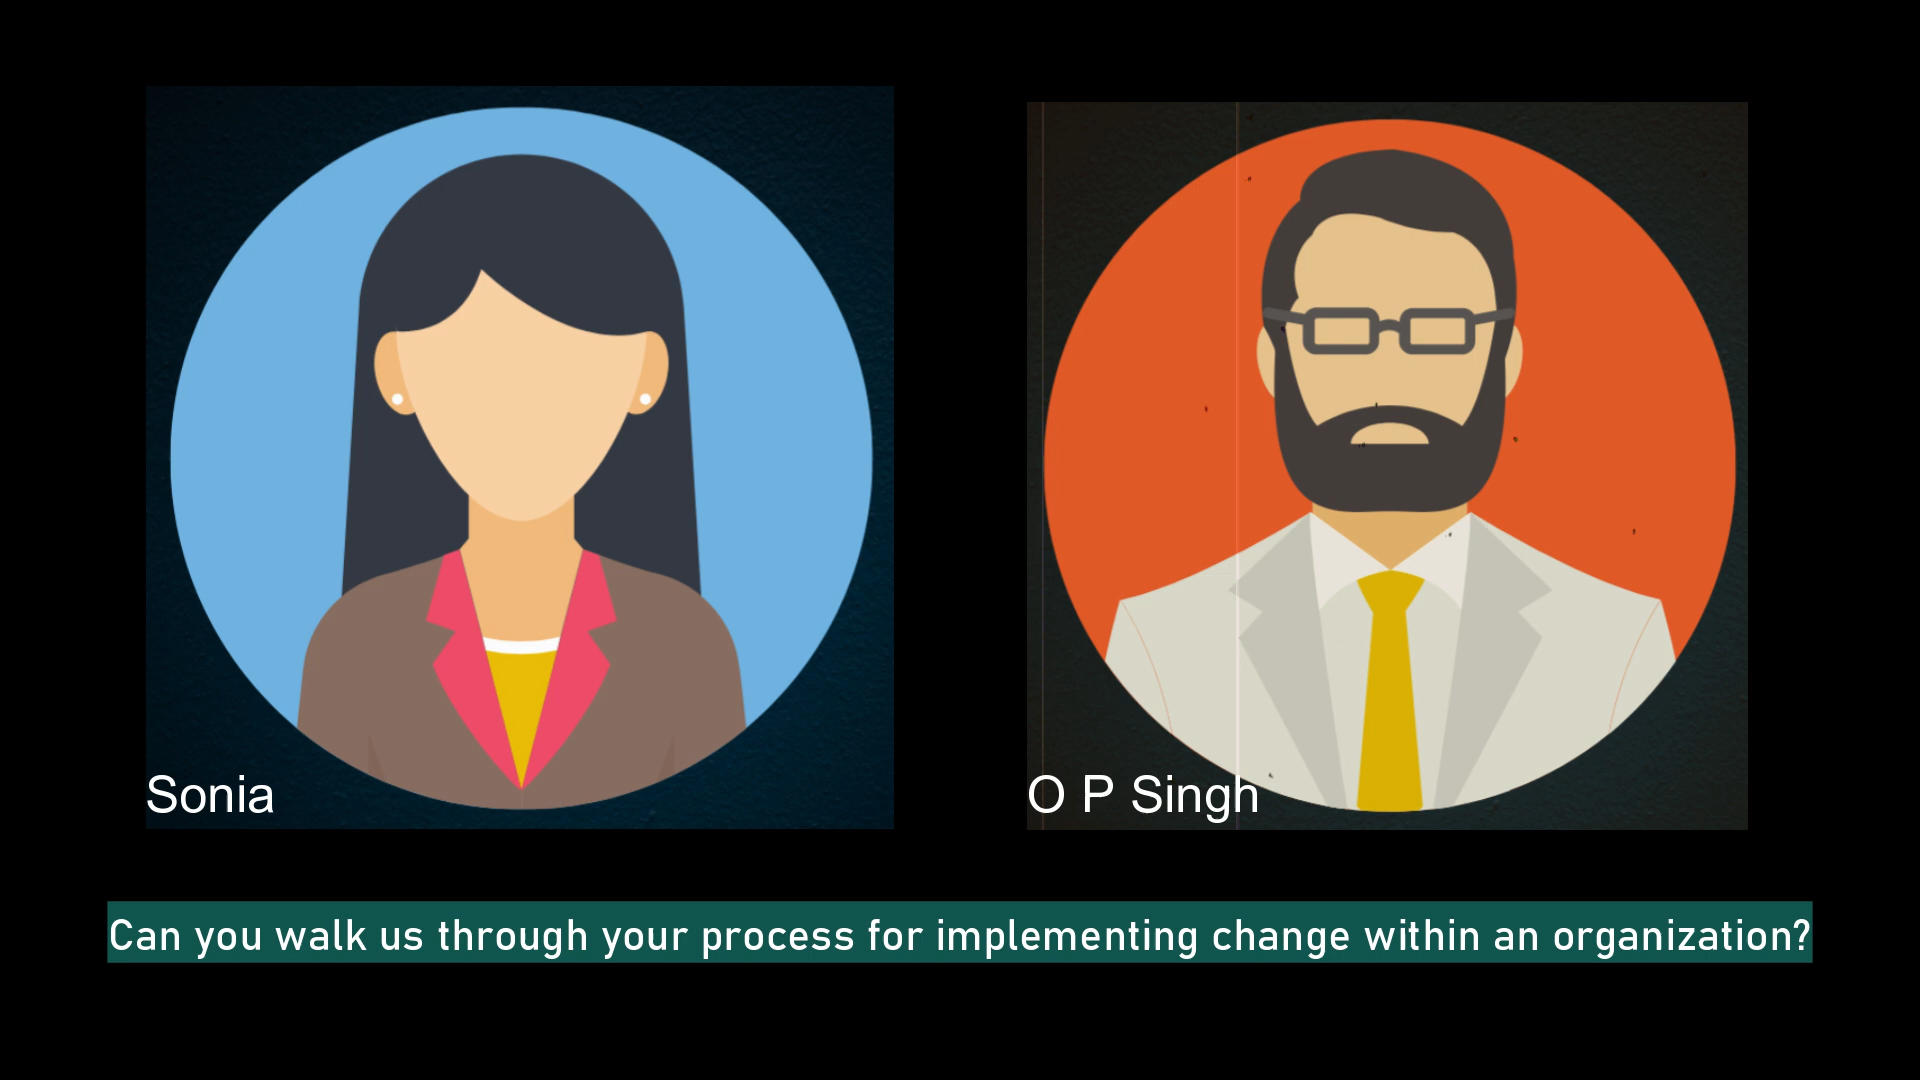 Sonia
O P Singh
Can you walk us through your process for implementing change within an organization?